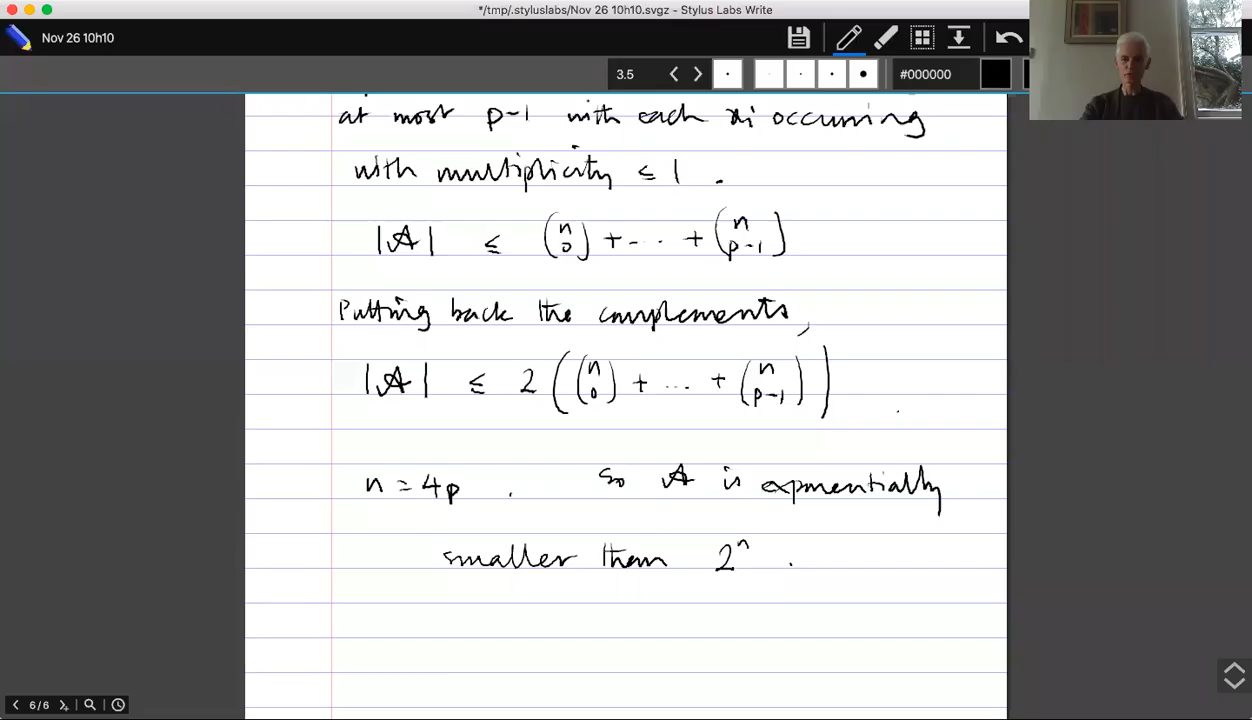 */tmp/.styluslabs/Nov 26 10h10.svgz - Stylus Labs Write
Nov 26 10h10
3.5
#000000
at most p-1 with each xi occurring
with multiplicity ≤ 1 .
|A| ≤ (n 0) + ... + (n p-1)
Putting back the complements,
|A| ≤ 2 ( (n 0) + ... + (n p-1) )
n = 4p . So A is exponentially
smaller than 2^n .
6/6